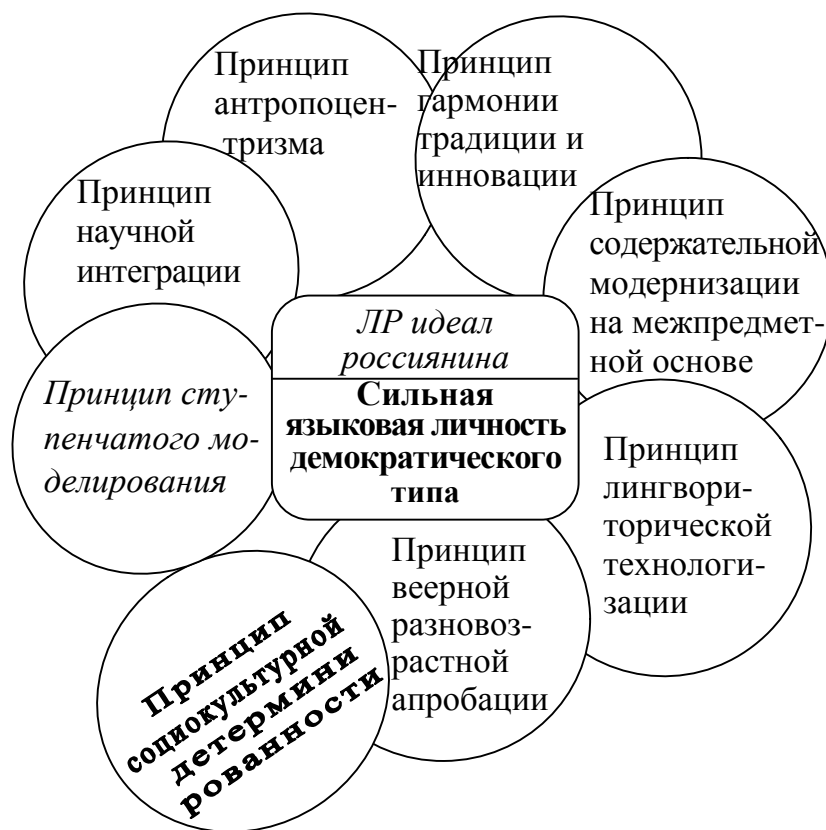 Принцип
антропоцен-
тризма
Принцип
гармонии
традиции и
инновации
Принцип
научной
интеграции
Принцип
содержательной
модернизации
на межпредмет-
ной основе
ЛР идеал
россиянина
Сильная
языковая личность
демократического
типа
Принцип сту-
пенчатого мо-
делирования
Принцип
лингвори-
торической
технологи-
зации
Принцип
веерной
разновоз-
растной
апробации
Принцип
социокультурной
детермини
рованности